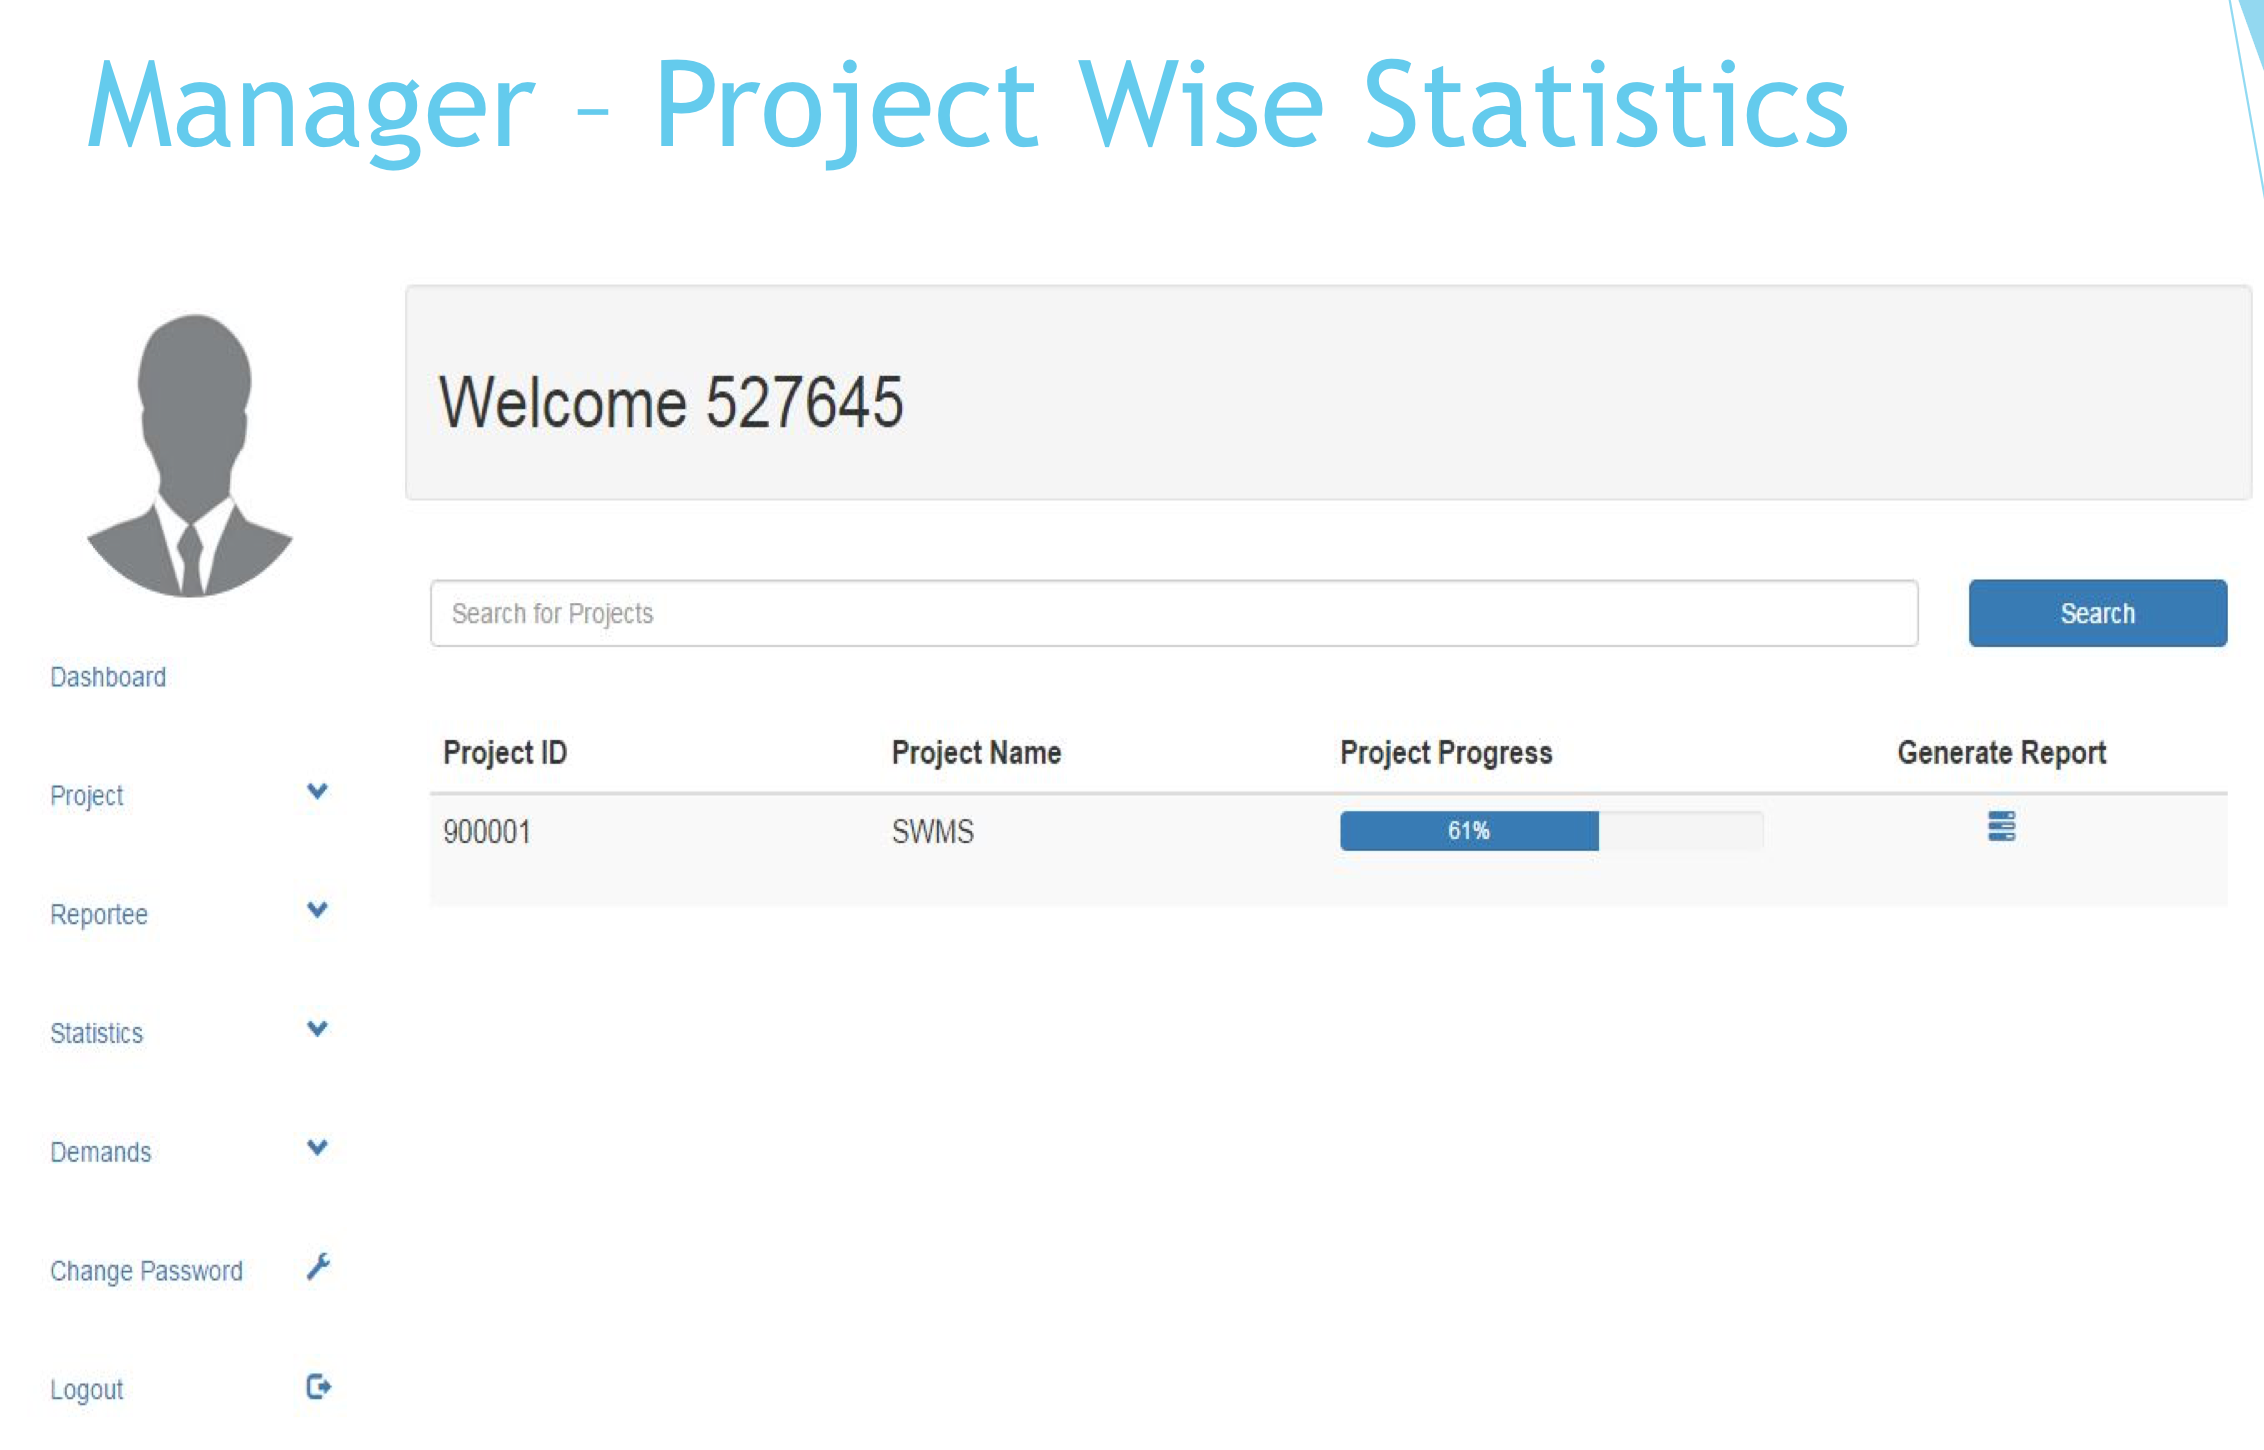 Manager – Project Wise Statistics
Welcome 527645
Search for Projects
Search
Dashboard
Project
Reportee
Statistics
Demands
Change Password
Logout
Project ID Project Name Project Progress Generate Report
900001 SWMS 61%